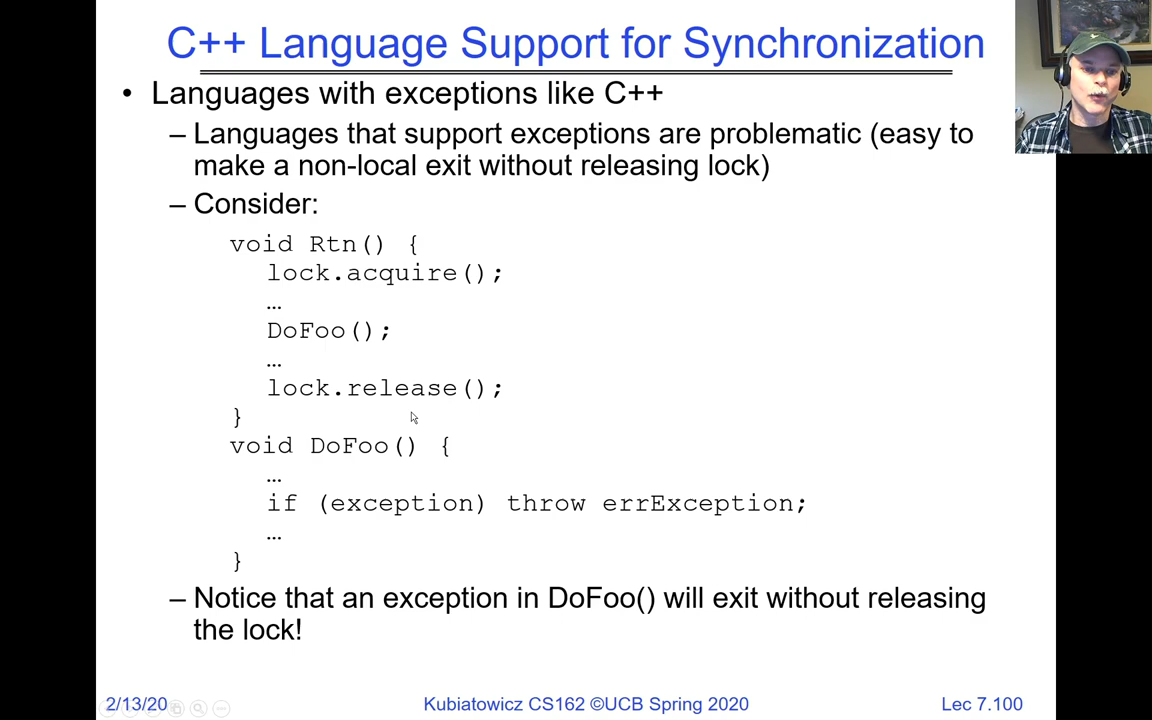 C++ Language Support for Synchronization
• Languages with exceptions like C++
– Languages that support exceptions are problematic (easy to
make a non-local exit without releasing lock)
– Consider:
void Rtn() {
lock.acquire();
…
DoFoo();
…
lock.release();
}
void DoFoo() {
…
if (exception) throw errException;
…
}
– Notice that an exception in DoFoo() will exit without releasing
the lock!
2/13/20
Kubiatowicz CS162 ©UCB Spring 2020
Lec 7.100